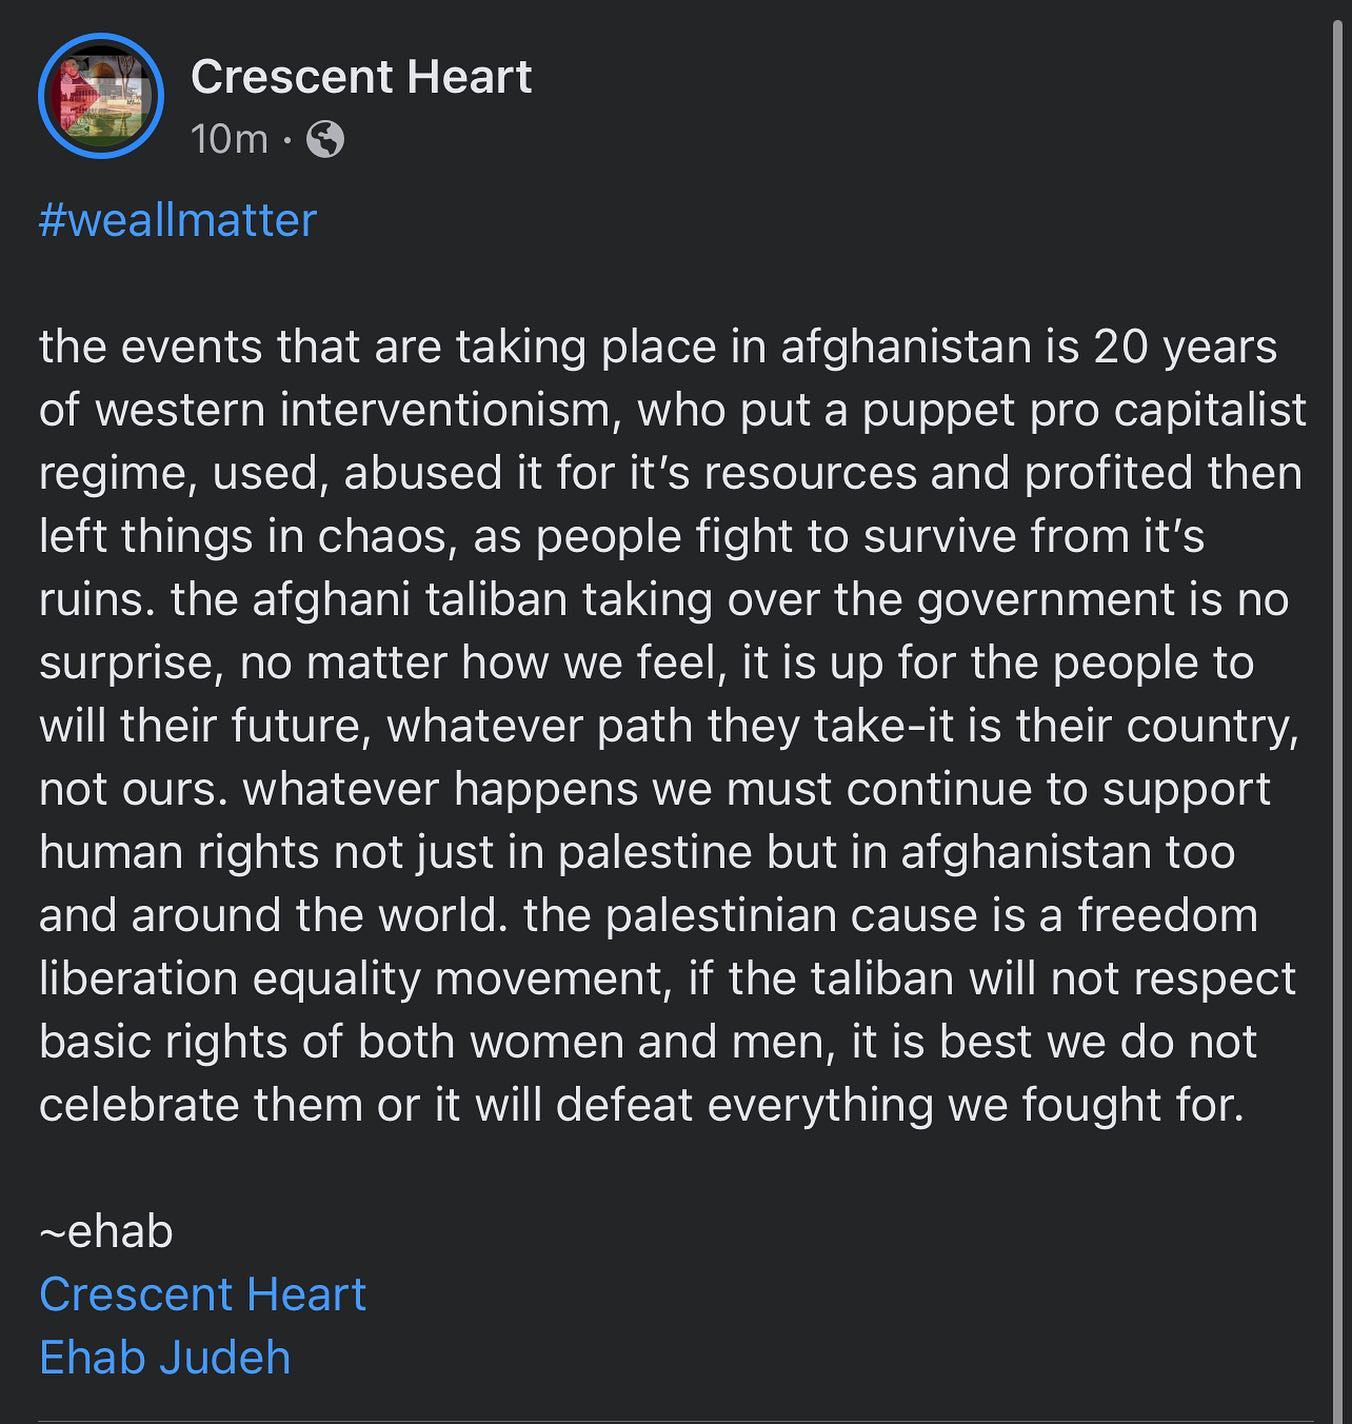 Crescent Heart
10m ·
#weallmatter
the events that are taking place in afghanistan is 20 years
of western interventionism, who put a puppet pro capitalist
regime, used, abused it for it’s resources and profited then
left things in chaos, as people fight to survive from it’s
ruins. the afghani taliban taking over the government is no
surprise, no matter how we feel, it is up for the people to
will their future, whatever path they take-it is their country,
not ours. whatever happens we must continue to support
human rights not just in palestine but in afghanistan too
and around the world. the palestinian cause is a freedom
liberation equality movement, if the taliban will not respect
basic rights of both women and men, it is best we do not
celebrate them or it will defeat everything we fought for.
~ehab
Crescent Heart
Ehab Judeh